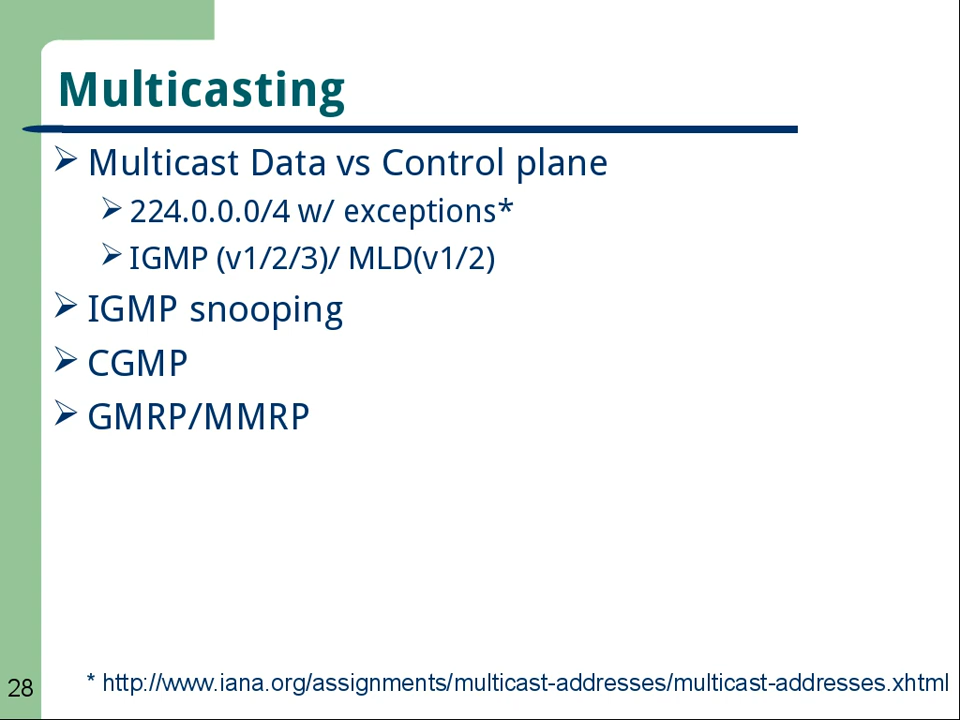 Multicasting
➢ Multicast Data vs Control plane
➢ 224.0.0.0/4 w/ exceptions*
➢ IGMP (v1/2/3)/ MLD(v1/2)
➢ IGMP snooping
➢ CGMP
➢ GMRP/MMRP
28
* http://www.iana.org/assignments/multicast-addresses/multicast-addresses.xhtml